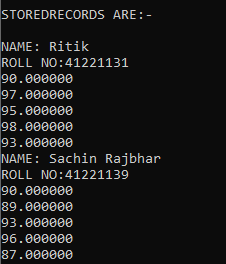 STOREDRECORDS ARE:-
NAME: Ritik
ROLL NO:41221131
90.000000
97.000000
95.000000
98.000000
93.000000
NAME: Sachin Rajbhar
ROLL NO:41221139
90.000000
89.000000
93.000000
96.000000
87.000000